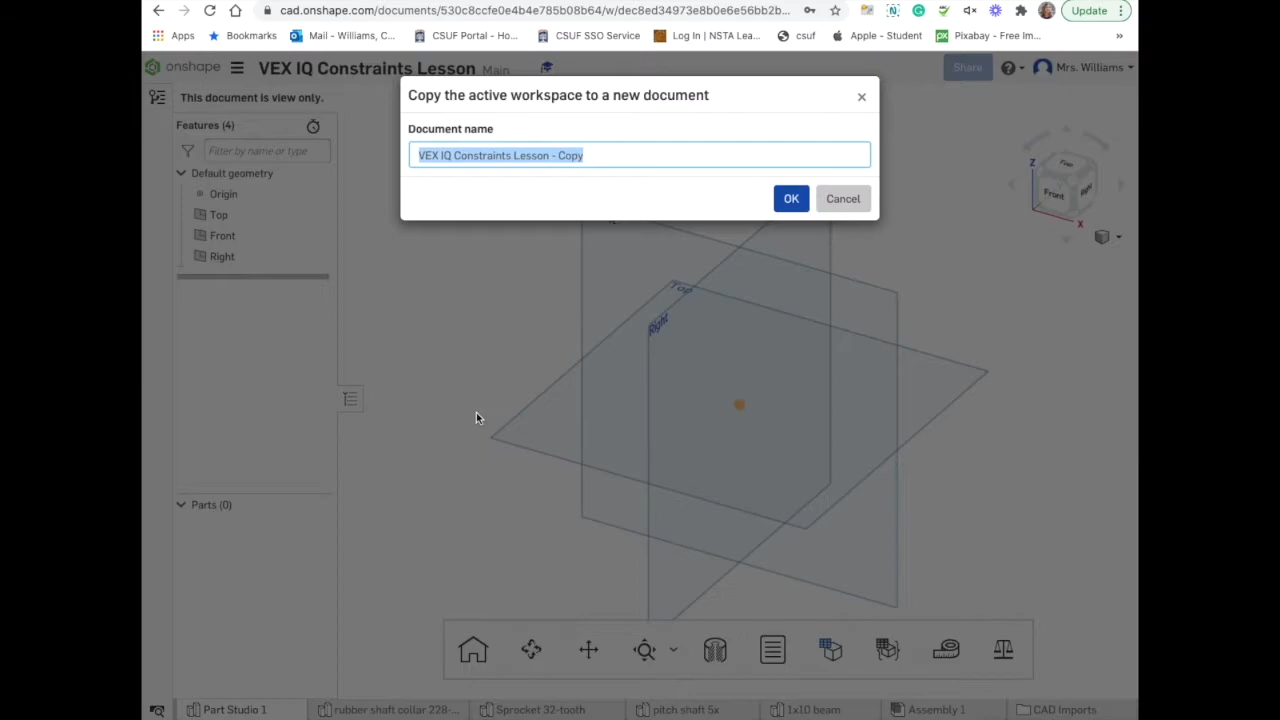 cad.onshape.com/documents/530c8ccfe0e4b4e785b08b64/w/dec8ed34973e8b0e6e56bb2b...
Update
Apps
Bookmarks
Mail - Williams, C...
CSUF Portal - Ho...
CSUF SSO Service
Log In | NSTA Lea...
csuf
Apple - Student
Pixabay - Free Im...
»
onshape
VEX IQ Constraints Lesson
Main
Share
Mrs. Williams
This document is view only.
Features (4)
Filter by name or type
Default geometry
Origin
Top
Front
Right
Parts (0)
Copy the active workspace to a new document
Document name
VEX IQ Constraints Lesson - Copy
OK
Cancel
Z
Top
Front
Right
X
Top
Right
Part Studio 1
rubber shaft collar 228-...
Sprocket 32-tooth
pitch shaft 5x
1x10 beam
Assembly 1
CAD Imports